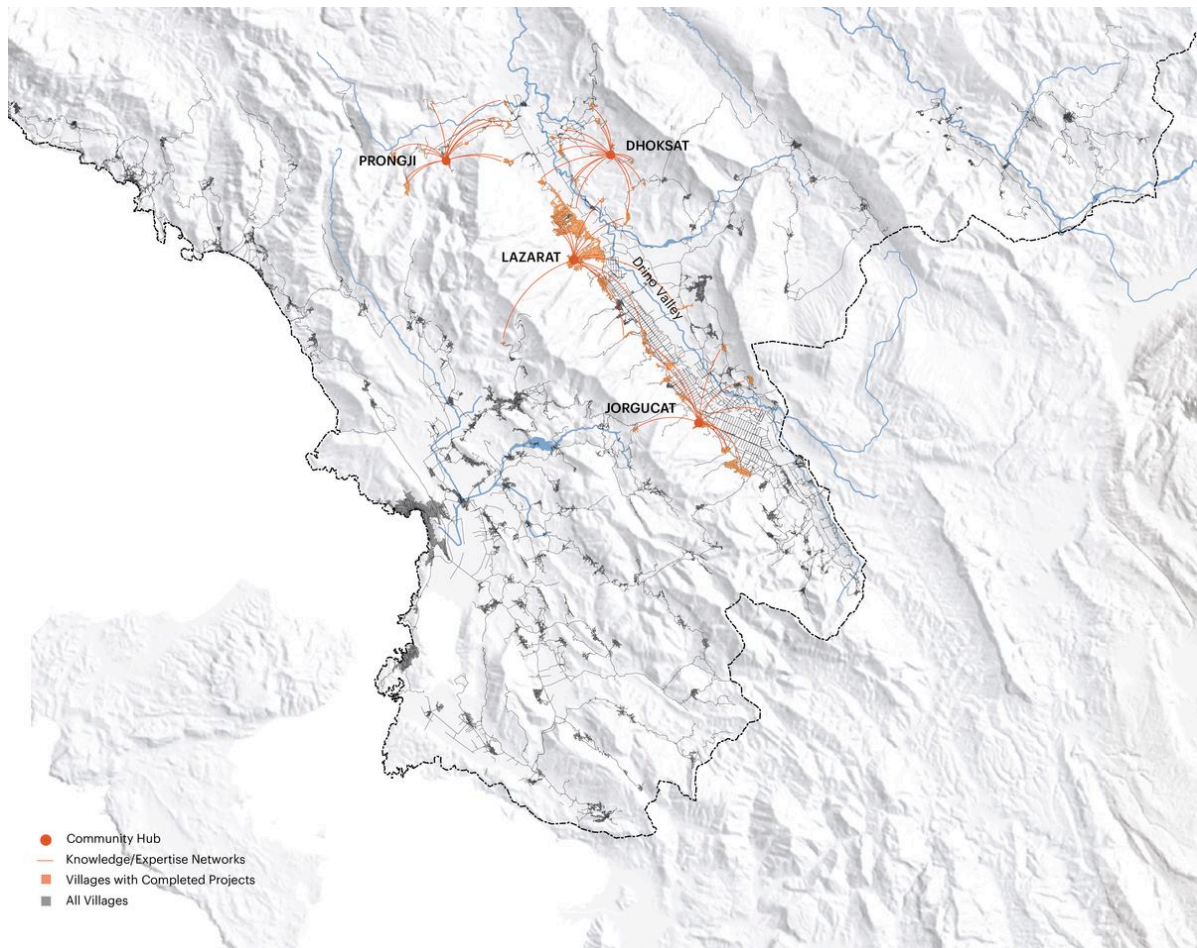 PRONGJI
DHOKSAT
LAZARAT
Drino Valley
JORGUCAT
Community Hub
Knowledge/Expertise Networks
Villages with Completed Projects
All Villages